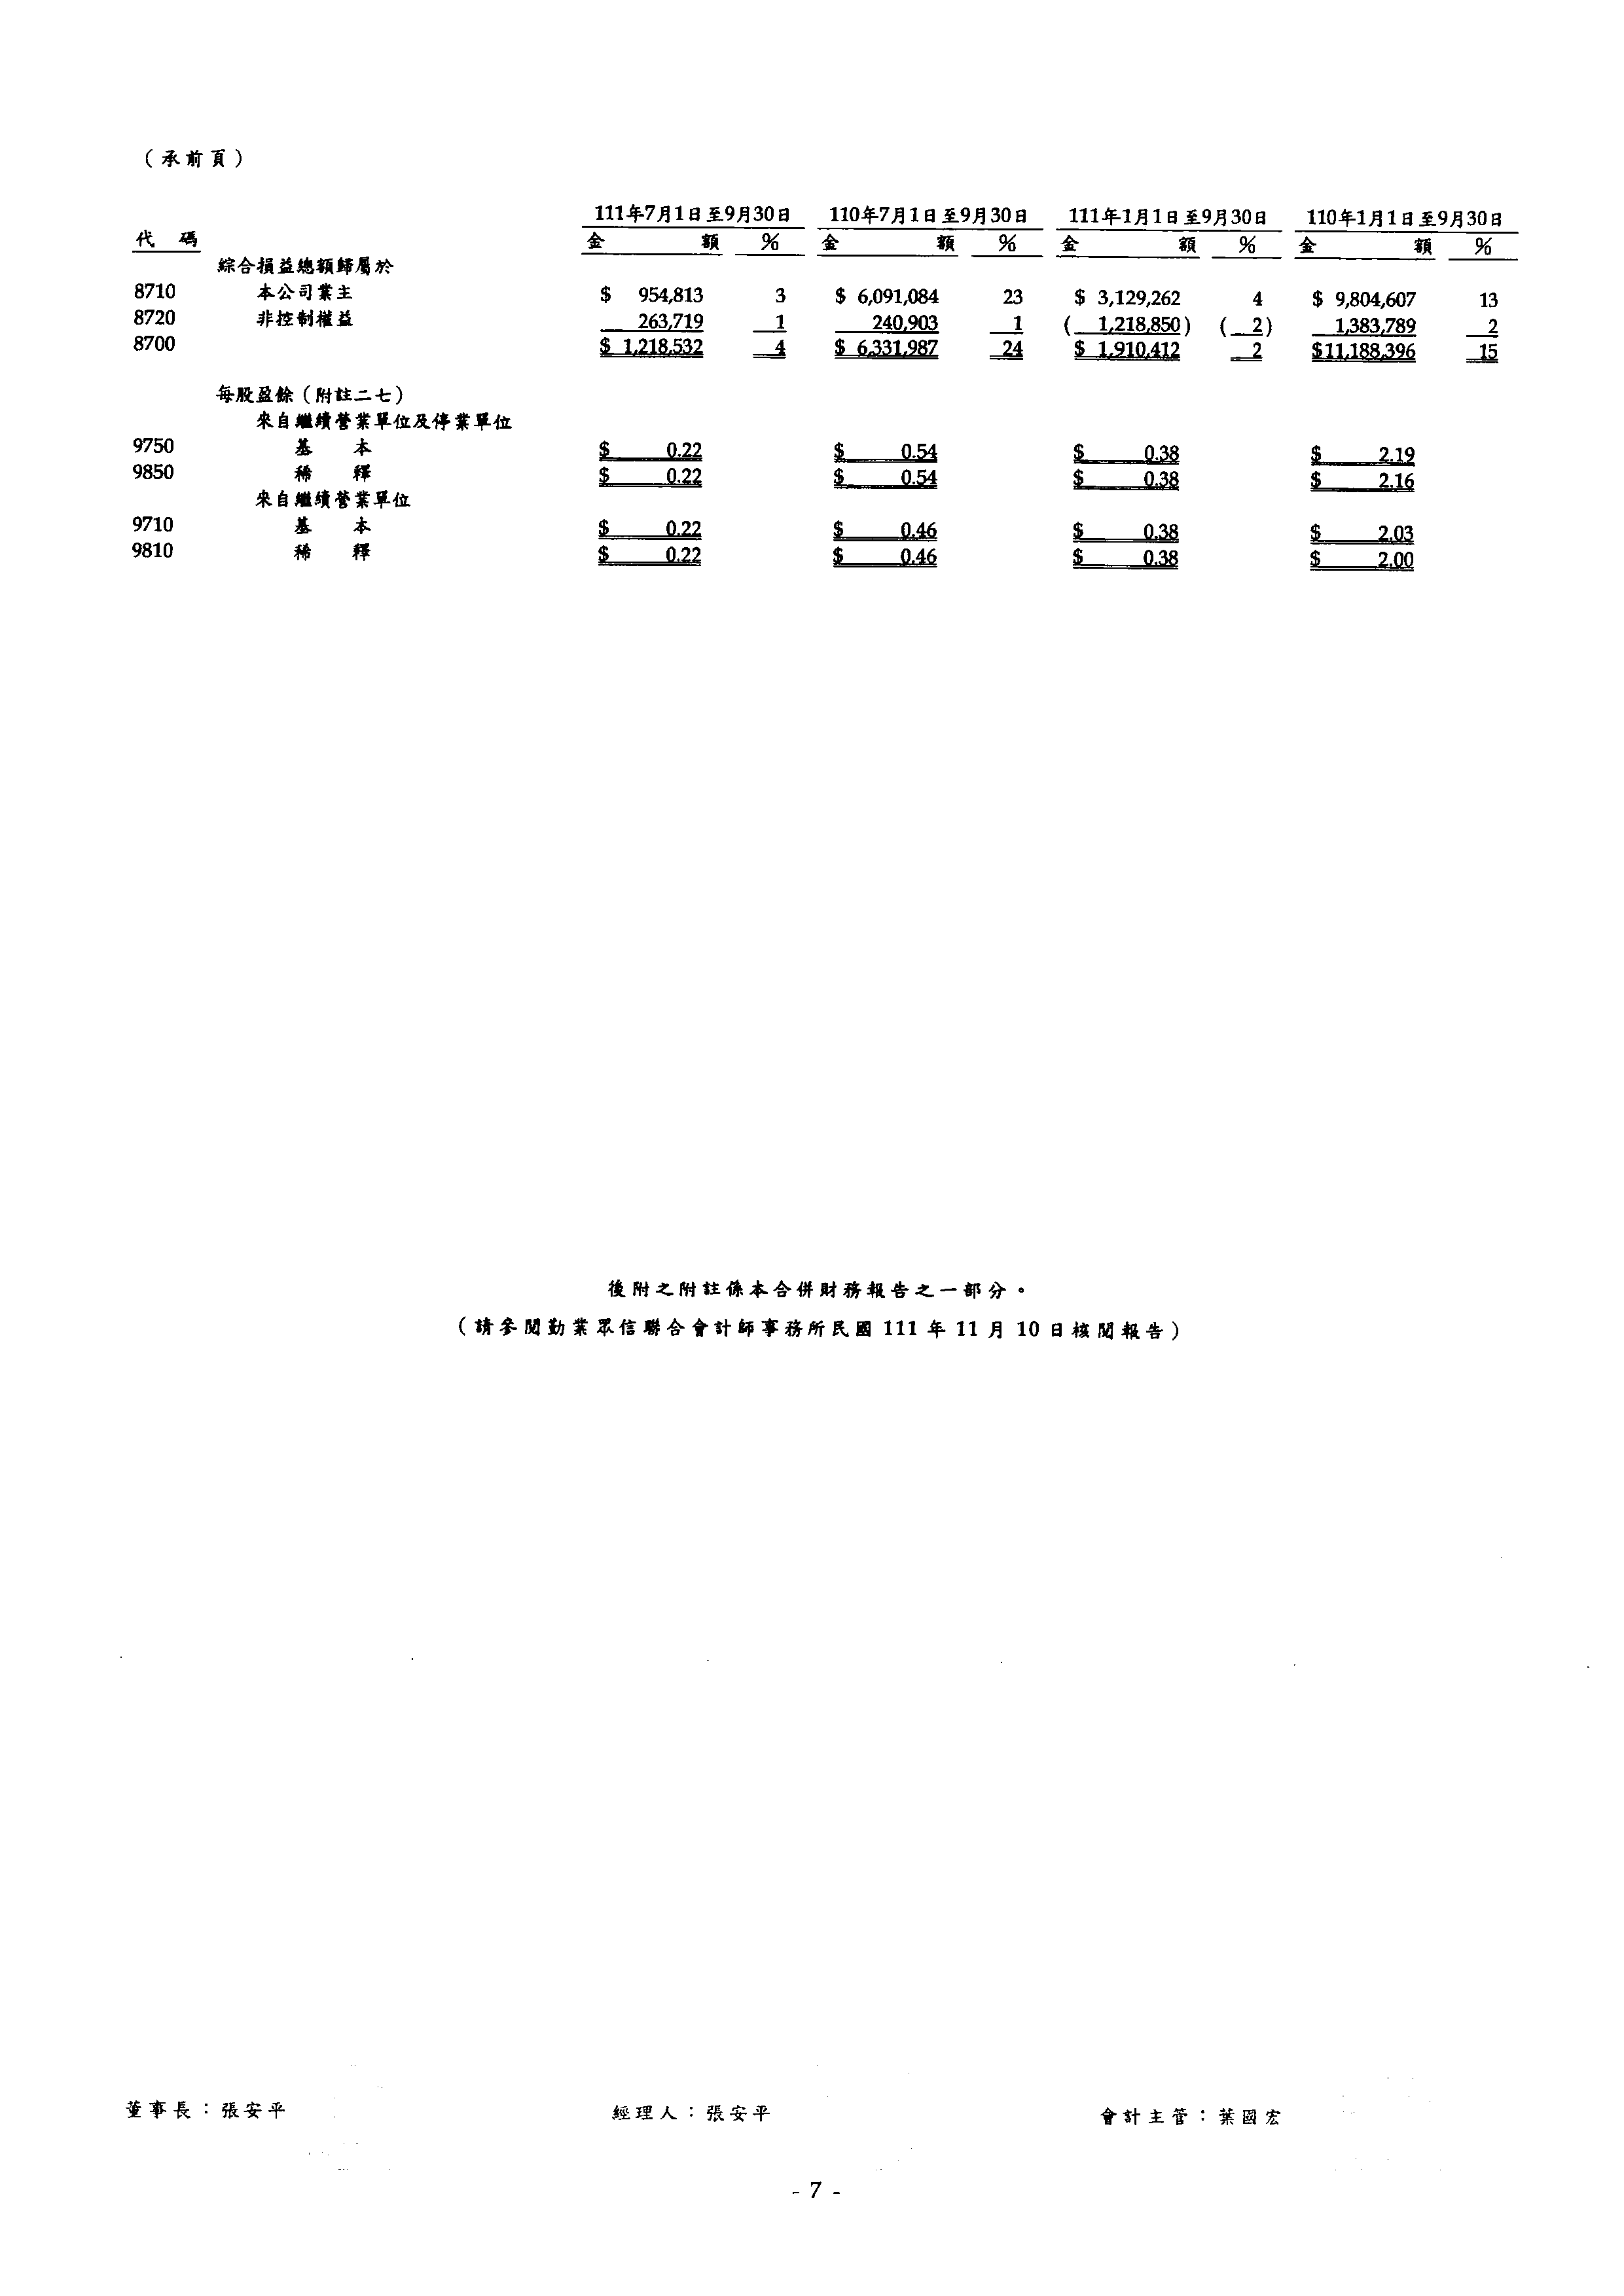 （承前頁）
111年7月1日至9月30日 110年7月1日至9月30日 111年1月1日至9月30日 110年1月1日至9月30日
代 碼 金 額 % 金 額 % 金 額 % 金 額 %
綜合損益總額歸屬於
8710 本公司業主 $ 954,813 3 $ 6,091,084 23 $ 3,129,262 4 $ 9,804,607 13
8720 非控制權益 263,719 1 240,903 1 ( 1,218,850) ( 2) 1,383,789 2
8700 $ 1,218,532 4 $ 6,331,987 24 $ 1,910,412 2 $11,188,396 15
每股盈餘（附註二七）
來自繼續營業單位及停業單位
9750 基 本 $ 0.22 $ 0.54 $ 0.38 $ 2.19
9850 稀 釋 $ 0.22 $ 0.54 $ 0.38 $ 2.16
來自繼續營業單位
9710 基 本 $ 0.22 $ 0.46 $ 0.38 $ 2.03
9810 稀 釋 $ 0.22 $ 0.46 $ 0.38 $ 2.00
後附之附註係本合併財務報告之一部分。
（請參閱勤業眾信聯合會計師事務所民國 111 年 11 月 10 日核閱報告）
董事長：張安平 經理人：張安平 會計主管：葉國宏
- 7 -